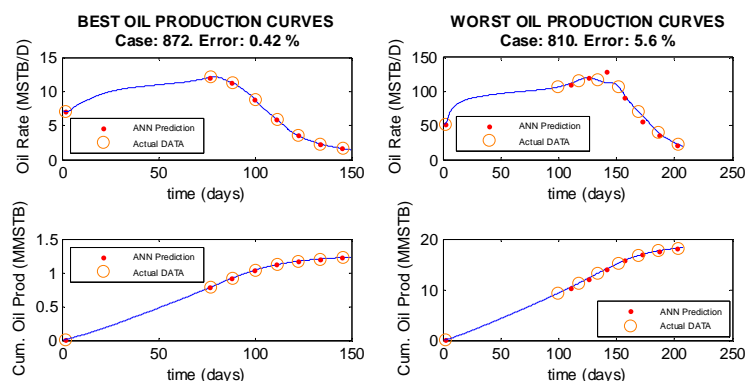 BEST OIL PRODUCTION CURVES
Case: 872. Error: 0.42 %
Oil Rate (MSTB/D)
15
10
5
0
ANN Prediction
Actual DATA
0 50 100 150
time (days)
WORST OIL PRODUCTION CURVES
Case: 810. Error: 5.6 %
Oil Rate (MSTB/D)
150
100
50
0
ANN Prediction
Actual DATA
0 50 100 150 200 250
time (days)
Cum. Oil Prod (MMSTB)
1.5
1
0.5
0
ANN Prediction
Actual DATA
0 50 100 150
time (days)
Cum. Oil Prod (MMSTB)
20
10
0
ANN Prediction
Actual DATA
0 50 100 150 200 250
time (days)